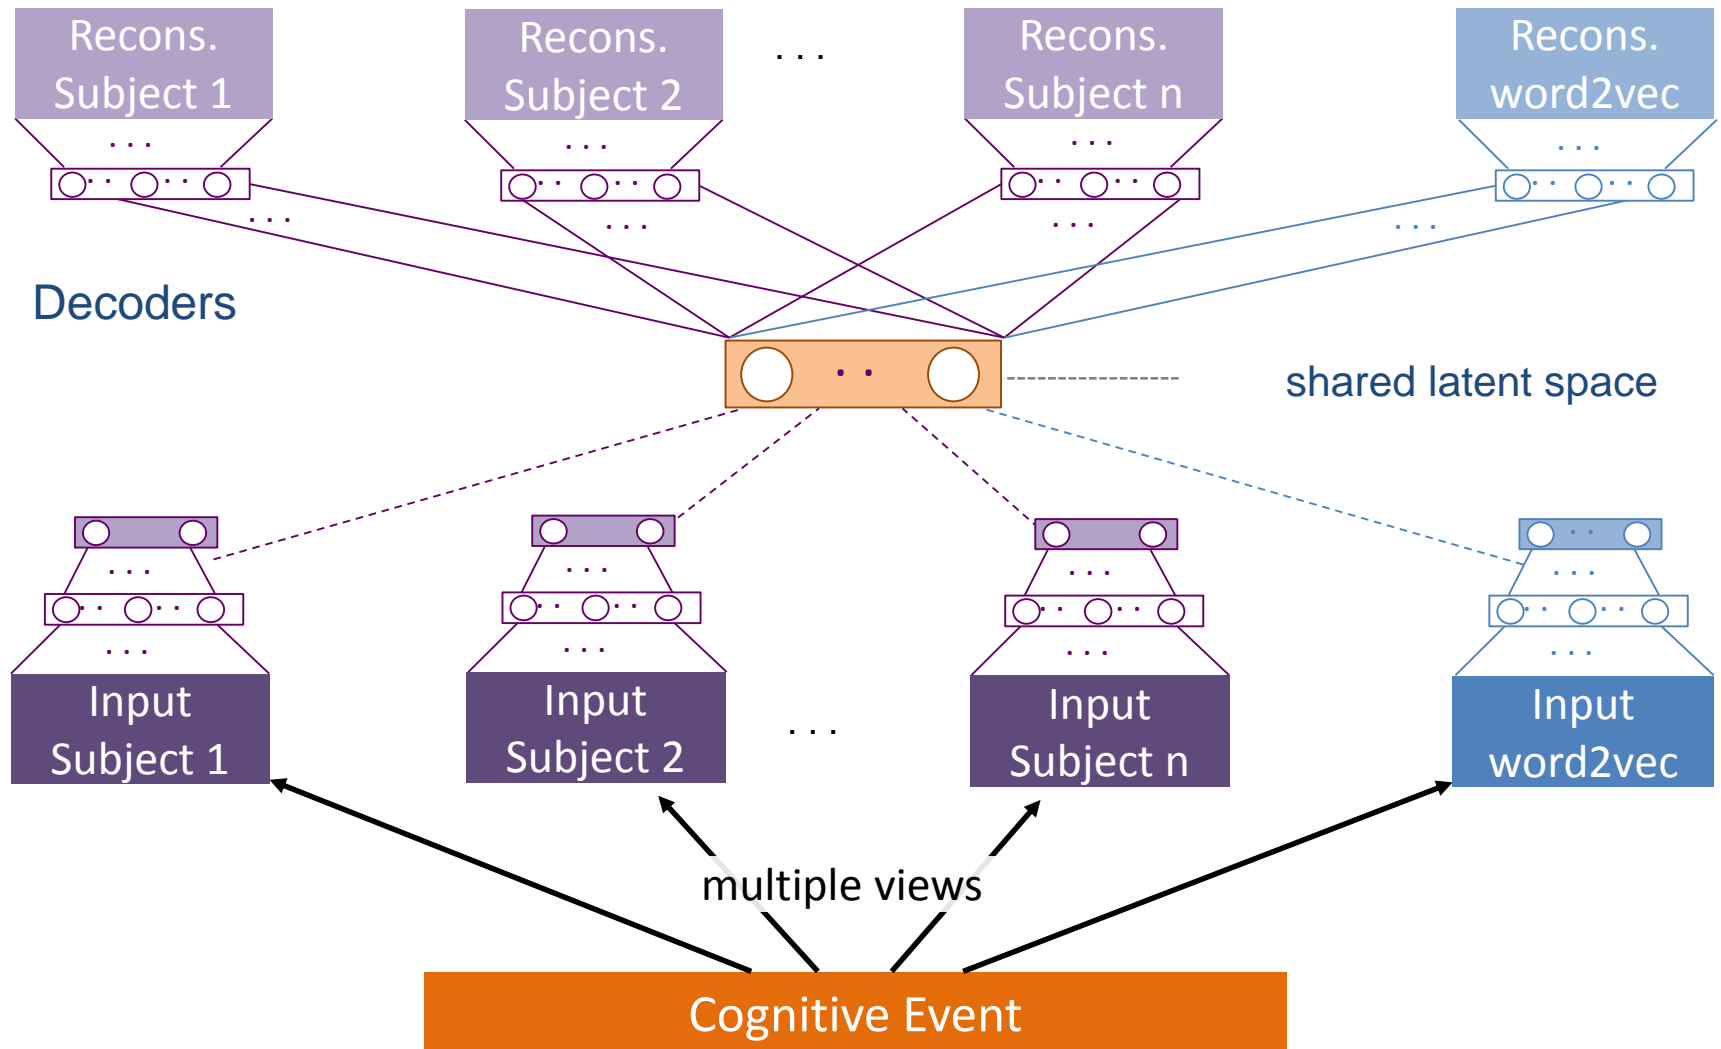 Recons.
Subject 1
Recons.
Subject 2
. . .
Recons.
Subject n
Recons.
word2vec
Decoders
shared latent space
Input
Subject 1
Input
Subject 2
. . .
Input
Subject n
Input
word2vec
multiple views
Cognitive Event